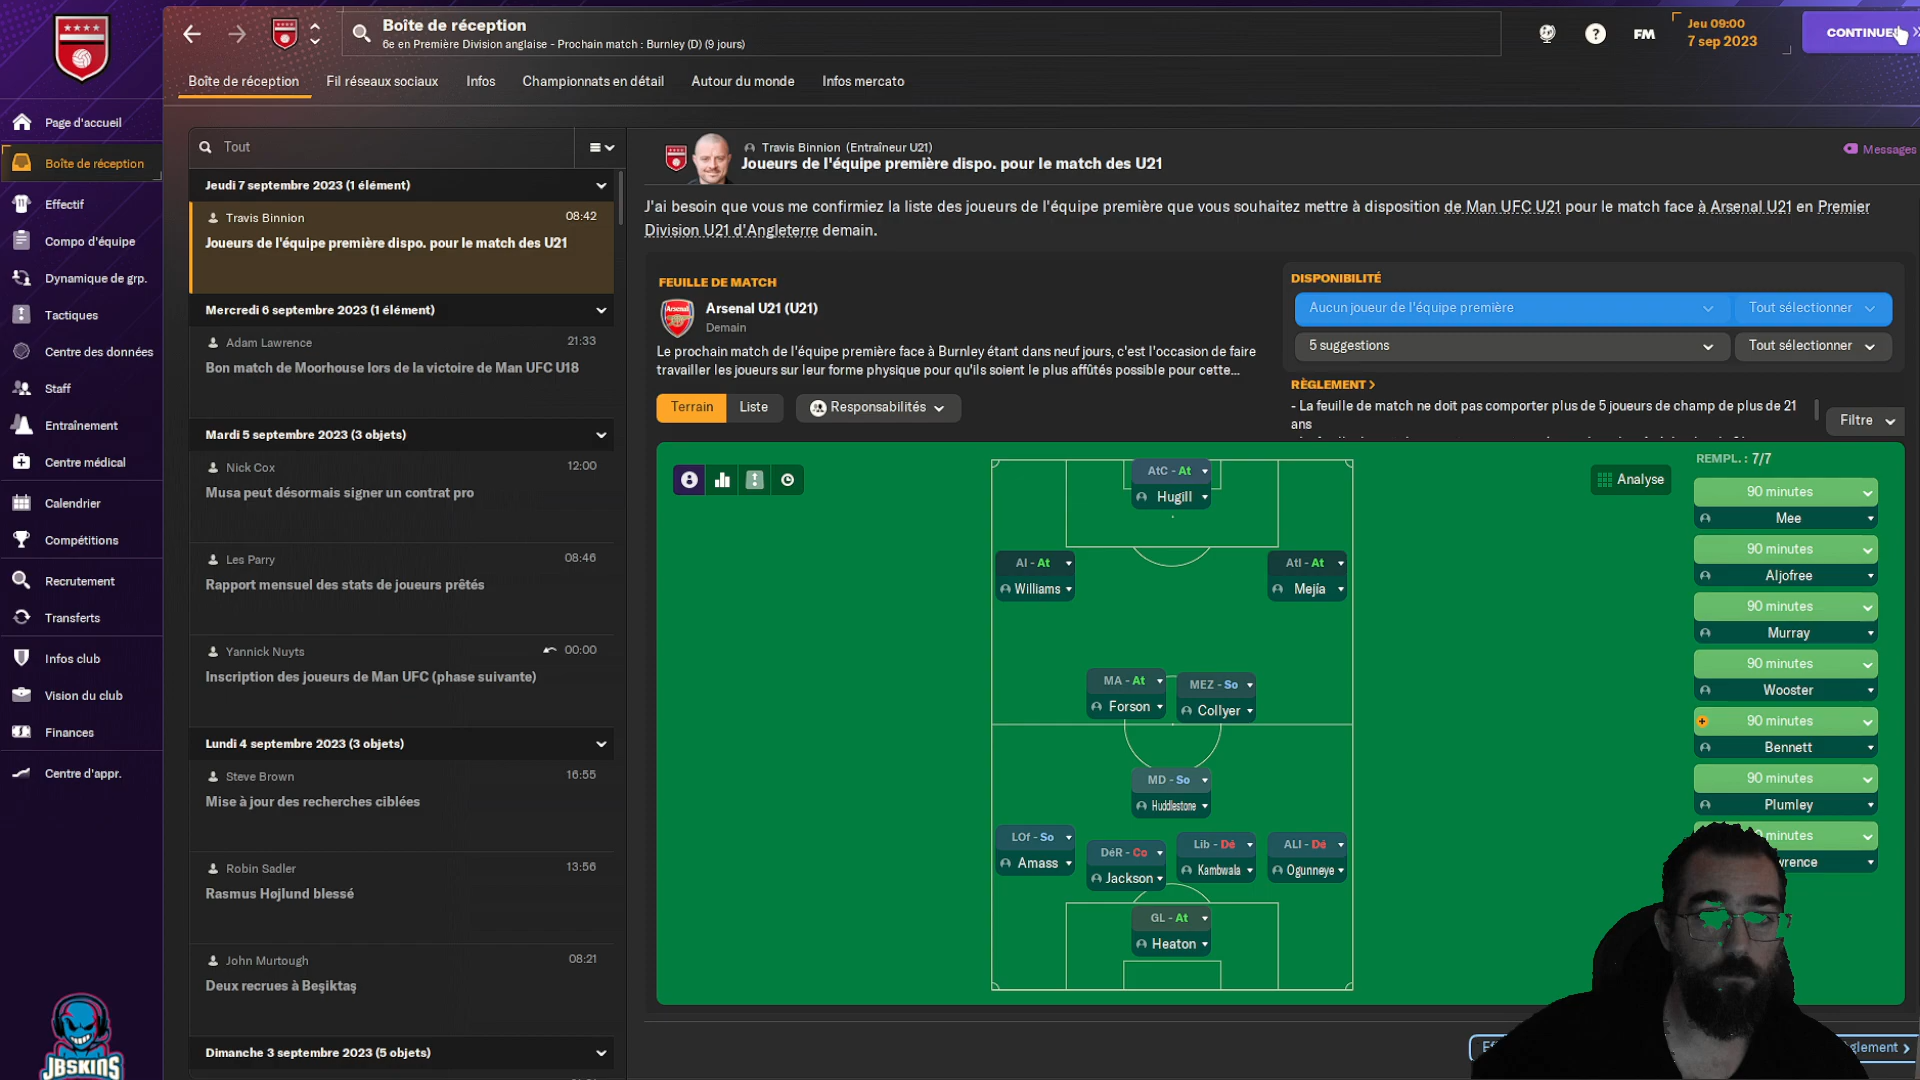 Boîte de réception
6e en Première Division anglaise - Prochain match : Burnley (D) (9 jours)
FM
Jeu 09:00
7 sep 2023
Boîte de réception
Fil réseaux sociaux
Infos
Championnats en détail
Autour du monde
Infos mercato
Page d'accueil
Boîte de réception
Effectif
Compo d'équipe
Dynamique de grp.
Tactiques
Centre des données
Staff
Entraînement
Centre médical
Calendrier
Compétitions
Recrutement
Transferts
Infos club
Vision du club
Finances
Centre d'appr.
JBSKINS
Tout
Jeudi 7 septembre 2023 (1 élément)
Travis Binnion
08:42
Joueurs de l'équipe première dispo. pour le match des U21
Mercredi 6 septembre 2023 (1 élément)
Adam Lawrence
21:33
Bon match de Moorhouse lors de la victoire de Man UFC U18
Mardi 5 septembre 2023 (3 objets)
Nick Cox
12:00
Musa peut désormais signer un contrat pro
Les Parry
08:46
Rapport mensuel des stats de joueurs prêtés
Yannick Nuyts
00:00
Inscription des joueurs de Man UFC (phase suivante)
Lundi 4 septembre 2023 (3 objets)
Steve Brown
16:55
Mise à jour des recherches ciblées
Robin Sadler
13:56
Rasmus Højlund blessé
John Murtough
08:21
Deux recrues à Beşiktaş
Dimanche 3 septembre 2023 (5 objets)
Travis Binnion (Entraîneur U21)
Joueurs de l'équipe première dispo. pour le match des U21
Messages
J'ai besoin que vous me confirmiez la liste des joueurs de l'équipe première que vous souhaitez mettre à disposition de Man UFC U21 pour le match face à Arsenal U21 en Premier
Division U21 d'Angleterre demain.
FEUILLE DE MATCH
Arsenal U21 (U21)
Demain
Le prochain match de l'équipe première face à Burnley étant dans neuf jours, c'est l'occasion de faire
travailler les joueurs sur leur forme physique pour qu'ils soient le plus affûtés possible pour cette...
Terrain
Liste
Responsabilités
DISPONIBILITÉ
Aucun joueur de l'équipe première
Tout sélectionner
5 suggestions
Tout sélectionner
RÈGLEMENT >
- La feuille de match ne doit pas comporter plus de 5 joueurs de champ de plus de 21
ans
Filtre
Analyse
AtC - At
Hugill
AI - At
Williams
AtI - At
Mejía
MA - At
Forson
MEZ - So
Collyer
MD - So
Huddlestone
LOf - So
Amass
DéR - Co
Jackson
Lib - Dé
Kambwala
ALI - Dé
Ogunneye
GL - At
Heaton
REMPL. : 7/7
90 minutes
Mee
90 minutes
Aljofree
90 minutes
Murray
90 minutes
Wooster
90 minutes
Bennett
90 minutes
Plumley